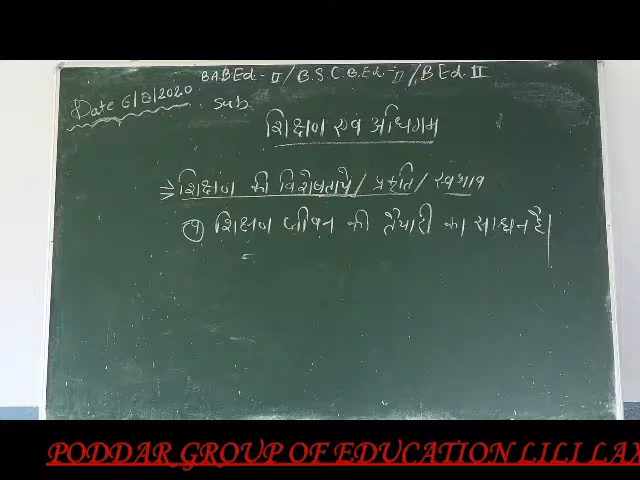 B.A.B.Ed.-II / B.S.C.B.Ed.-II / B.Ed. II
Date 6/8/2020
Sub.
शिक्षण एवं अधिगम
⇒ शिक्षण की विशेषतायें / प्रकृति / स्वभाव
(१) शिक्षण जीवन की तैयारी का साधन है।
PODDAR GROUP OF EDUCATION LILI LAX